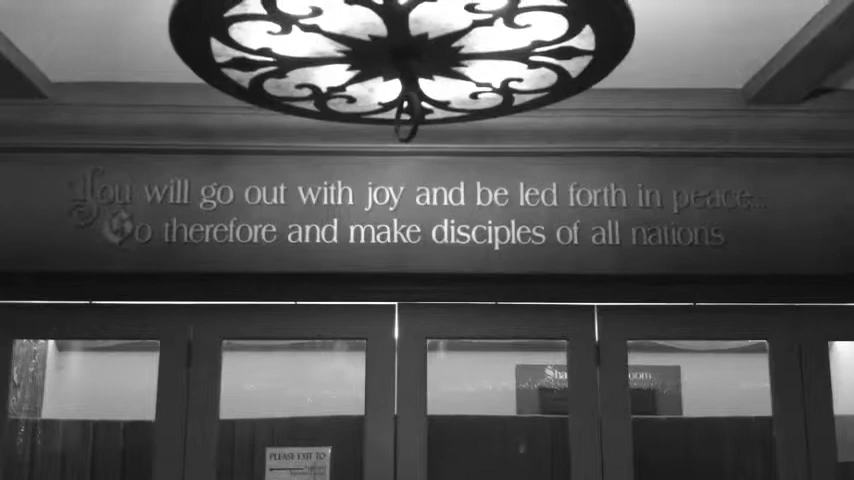 You will go out with joy and be led forth in peace...
Go therefore and make disciples of all nations
PLEASE EXIT TO